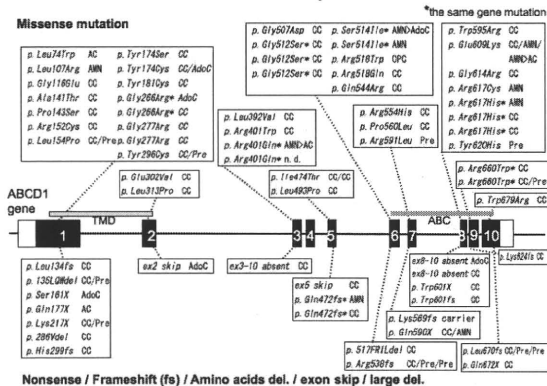 *the same gene mutation
Missense mutation
p. Leu74Trp AC
p. Leu107Arg AMN
p. Gly116Glu CC
p. Ala141Thr CC
p. Pro143Ser CC
p. Arg152Cys CC
p. Leu154Pro CC/Pre
p. Tyr174Ser CC
p. Tyr174Cys CC/AdoC
p. Tyr181Cys CC
p. Gly266Arg* AdoC
p. Gly266Arg* CC
p. Gly277Arg CC
p. Gly277Arg CC
p. Tyr296Cys CC/Pre
p. Glu302Val CC
p. Leu313Pro CC
p. Leu392Val CC
p. Arg401Trp CC
p. Arg401Gln* AMN>AC
p. Arg401Gln* n.d.
p. Ile474Thr CC/CC
p. Leu493Pro CC
p. Gly507Asp CC
p. Gly512Ser* CC
p. Gly512Ser* CC
p. Gly512Ser* CC
p. Ser514Ile* AMN>AdoC
p. Ser514Ile* AMN
p. Arg518Trp OPC
p. Arg518Gln CC
p. Gln544Arg CC
p. Arg554His CC
p. Pro560Leu CC
p. Arg591Leu Pre
p. Trp595Arg CC
p. Glu609Lys CC/AMN/
AMN>AC
p. Gly614Arg CC
p. Arg617Cys AMN
p. Arg617His* AMN
p. Arg617His* CC
p. Arg617His* CC
p. Tyr620His Pre
p. Arg660Trp* CC
p. Arg660Trp* CC/Pre
p. Trp679Arg CC
ABCD1
gene
TMD
ABC
1 2 3 4 5 6 7 8 9 10
p. Lys624fs CC
p. Leu134fs CC
p. 135LQWdel CC/Pre
p. Ser161X AdoC
p. Gln177X AC
p. Lys217X CC/Pre
p. 286Vdel CC
p. His299fs CC
ex2 skip AdoC
ex3-10 absent CC
ex5 skip CC
p. Gln472fs* AMN
p. Gln472fs* CC
ex8-10 absent AdoC
ex8-10 absent CC
p. Trp601X CC
p. Trp601fs CC
p. Lys569fs carrier
p. Gln590X CC/AMN
p. 517FRILdel CC
p. Arg538fs CC/Pre/Pre
p. Leu670fs CC/Pre/Pre
p. Gln672X CC
Nonsense / Frameshift (fs) / Amino acids del. / exon skip / large del.